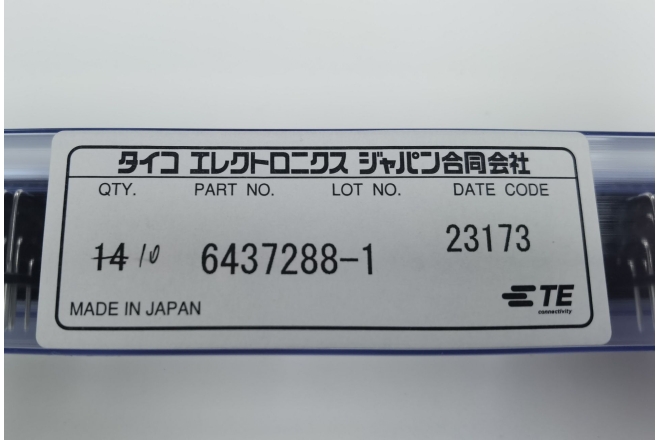 タイコ エレクトロニクス ジャパン合同会社
QTY. PART NO. LOT NO. DATE CODE
14 10 6437288-1 23173
MADE IN JAPAN
TE
connectivity